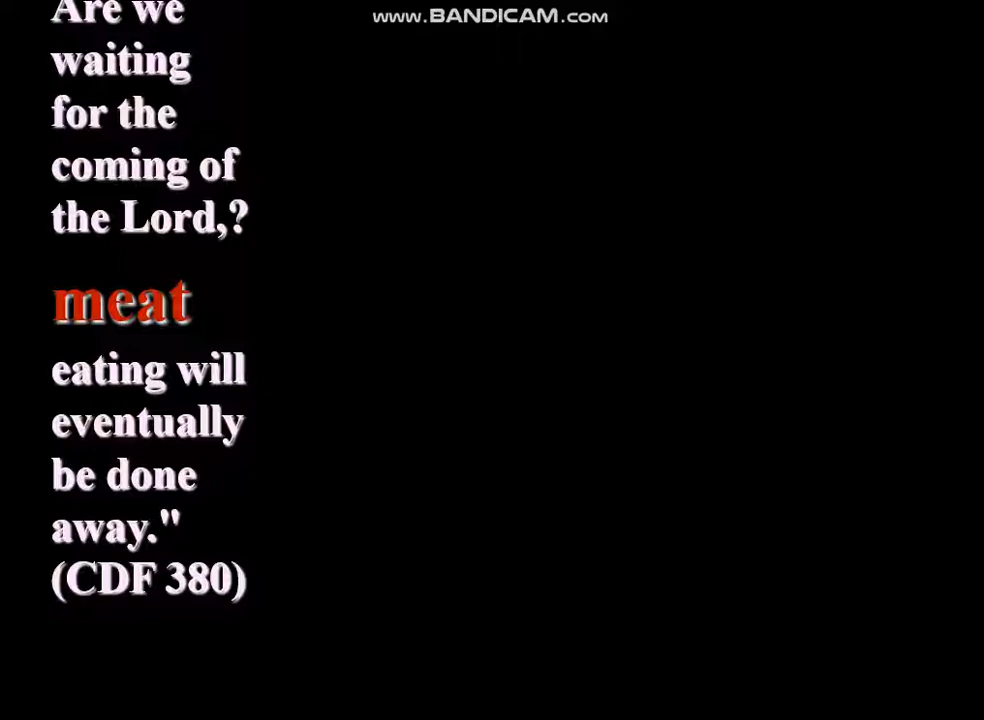 www.BANDICAM.com
Are we
waiting
for the
coming of
the Lord,?
meat
eating will
eventually
be done
away."
(CDF 380)